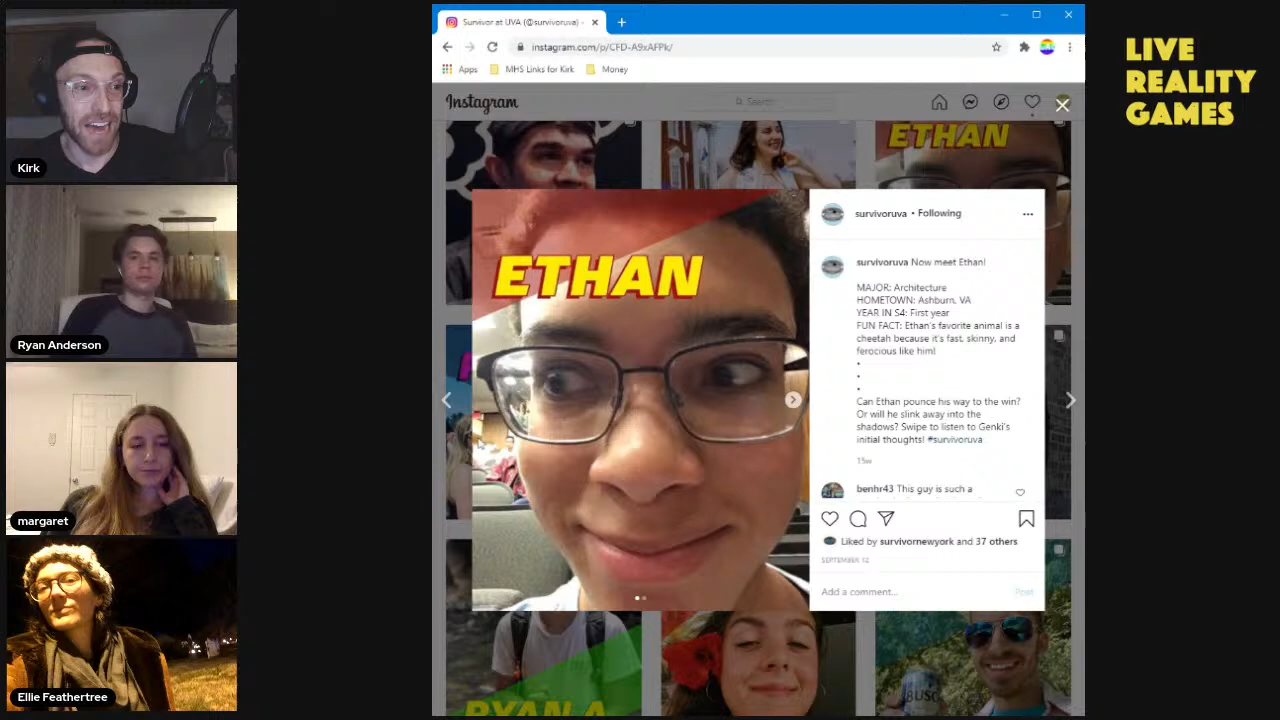 Kirk
Ryan Anderson
margaret
Ellie Feathertree
Survivor at UVA (@survivoruva) -
instagram.com/p/CFD-A9xAFPk/
Apps
MHS Links for Kirk
Money
Instagram
Search
ETHAN
ETHAN
survivoruva • Following
survivoruva Now meet Ethan!
MAJOR: Architecture
HOMETOWN: Ashburn, VA
YEAR IN S4: First year
FUN FACT: Ethan's favorite animal is a
cheetah because it's fast, skinny, and
ferocious like him!
•
•
•
Can Ethan pounce his way to the win?
Or will he slink away into the
shadows? Swipe to listen to Genki's
initial thoughts! #survivoruva
15w
benhr43 This guy is such a
Liked by survivornewyork and 37 others
SEPTEMBER 12
Add a comment...
Post
RYAN A
BUSC
LIVE
REALITY
GAMES